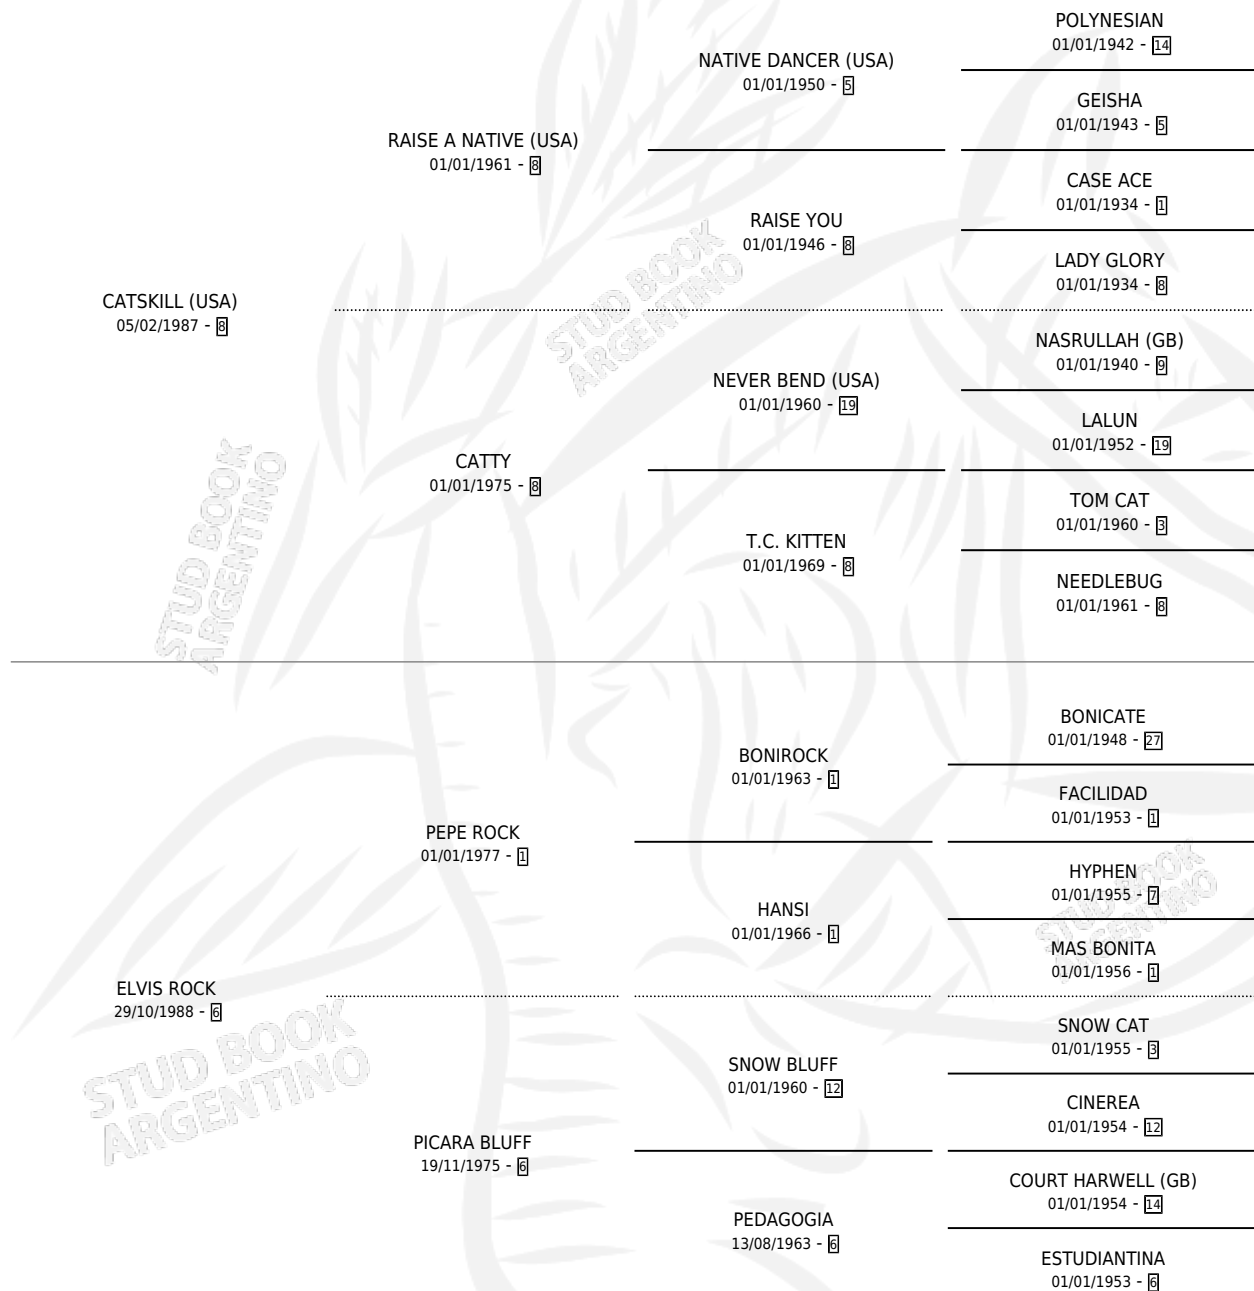 POLYNESIAN
01/01/1942 - 14
NATIVE DANCER (USA)
01/01/1950 - 5
GEISHA
01/01/1943 - 5
RAISE A NATIVE (USA)
01/01/1961 - 8
CASE ACE
01/01/1934 - 1
RAISE YOU
01/01/1946 - 8
LADY GLORY
01/01/1934 - 8
CATSKILL (USA)
05/02/1987 - 8
NASRULLAH (GB)
01/01/1940 - 9
NEVER BEND (USA)
01/01/1960 - 19
LALUN
01/01/1952 - 19
CATTY
01/01/1975 - 8
TOM CAT
01/01/1960 - 3
T.C. KITTEN
01/01/1969 - 8
NEEDLEBUG
01/01/1961 - 8
BONICATE
01/01/1948 - 27
BONIROCK
01/01/1963 - 1
FACILIDAD
01/01/1953 - 1
PEPE ROCK
01/01/1977 - 1
HYPHEN
01/01/1955 - 7
HANSI
01/01/1966 - 1
MAS BONITA
01/01/1956 - 1
ELVIS ROCK
29/10/1988 - 6
SNOW CAT
01/01/1955 - 3
SNOW BLUFF
01/01/1960 - 12
CINEREA
01/01/1954 - 12
PICARA BLUFF
19/11/1975 - 6
COURT HARWELL (GB)
01/01/1954 - 14
PEDAGOGIA
13/08/1963 - 6
ESTUDIANTINA
01/01/1953 - 6
STUD BOOK
ARGENTINO
STUD BOOK
ARGENTINO
STUD BOOK
ARGENTINO
STUD BOOK
ARGENTINO